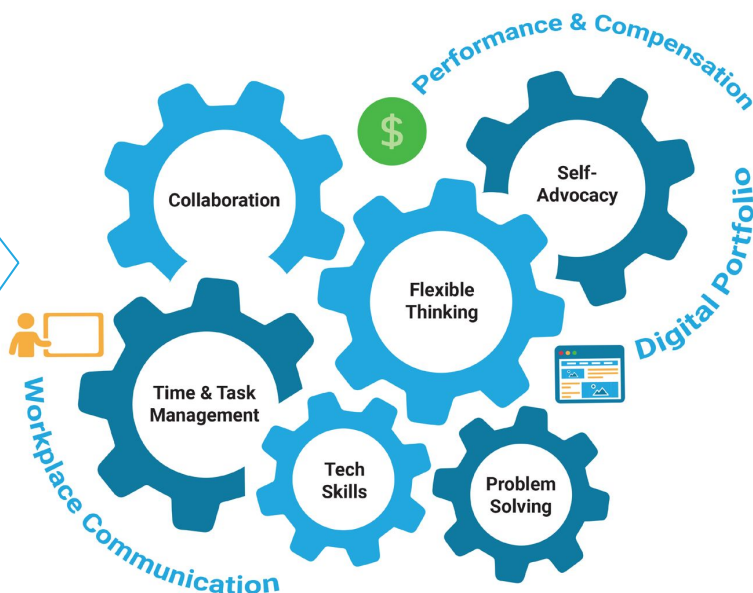 Performance & Compensation
$
Self-
Advocacy
Collaboration
Digital Portfolio
Flexible
Thinking
Time & Task
Management
Workplace Communication
Tech
Skills
Problem
Solving